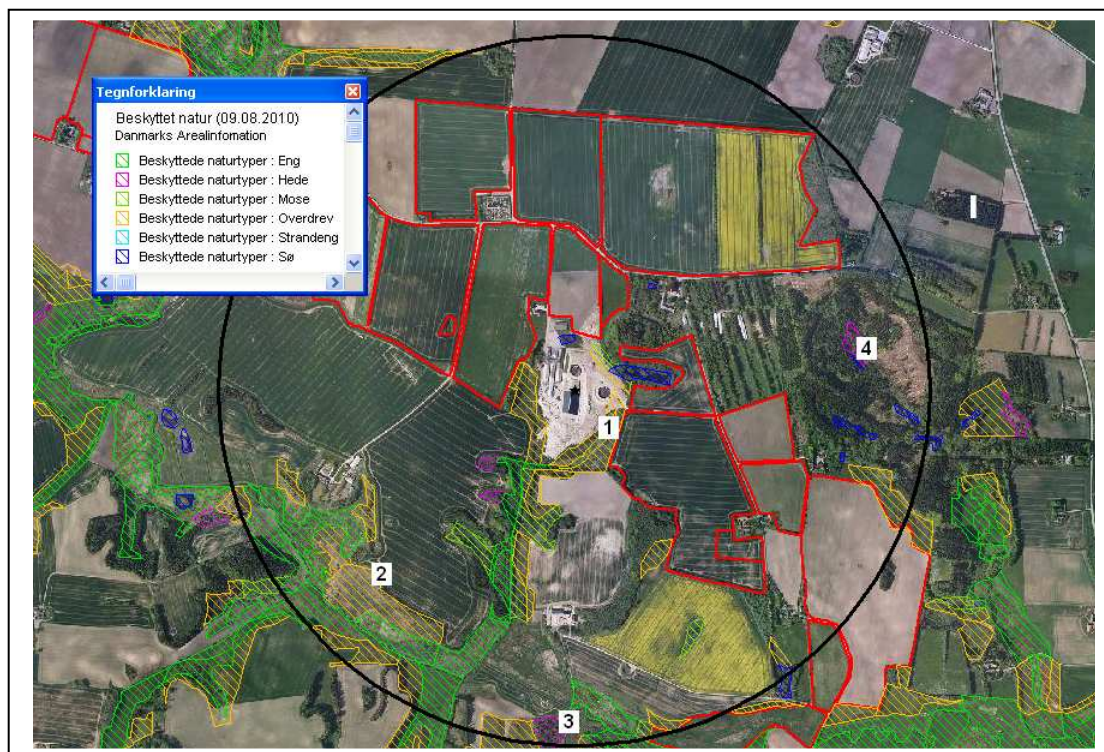 Tegnforklaring
Beskyttet natur (09.08.2010)
Danmarks Arealinfomation
Beskyttede naturtyper : Eng
Beskyttede naturtyper : Hede
Beskyttede naturtyper : Mose
Beskyttede naturtyper : Overdrev
Beskyttede naturtyper : Strandeng
Beskyttede naturtyper : Sø
4
1
2
3